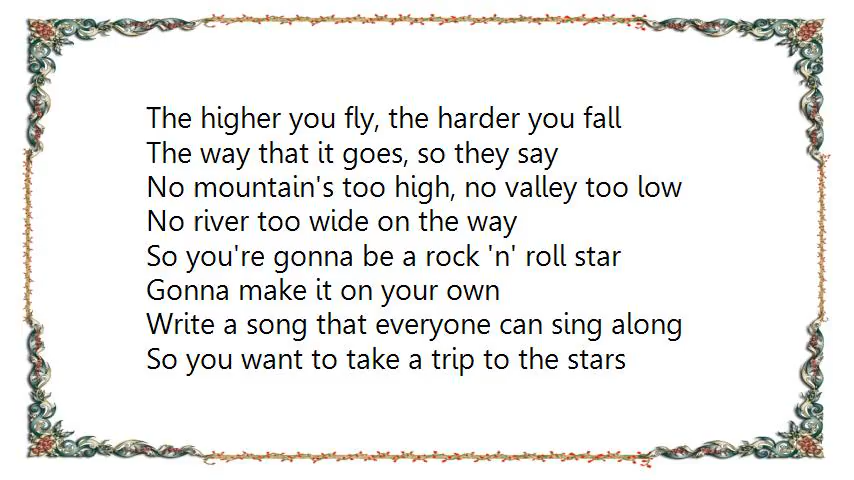 The higher you fly, the harder you fall
The way that it goes, so they say
No mountain's too high, no valley too low
No river too wide on the way
So you're gonna be a rock 'n' roll star
Gonna make it on your own
Write a song that everyone can sing along
So you want to take a trip to the stars